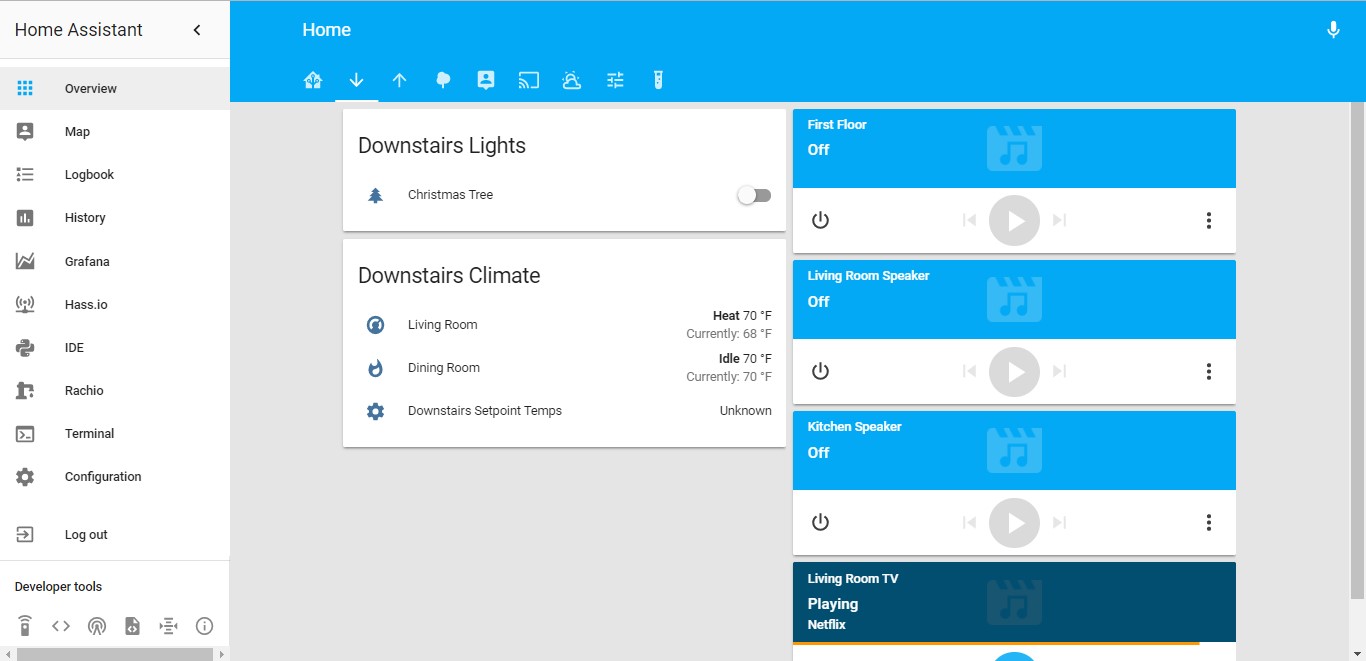 Home Assistant
Overview
Map
Logbook
History
Grafana
Hass.io
IDE
Rachio
Terminal
Configuration
Log out
Developer tools
Home
Downstairs Lights
Christmas Tree
Downstairs Climate
Living Room
Heat 70 °F
Currently: 68 °F
Dining Room
Idle 70 °F
Currently: 70 °F
Downstairs Setpoint Temps Unknown
First Floor
Off
Living Room Speaker
Off
Kitchen Speaker
Off
Living Room TV
Playing
Netflix